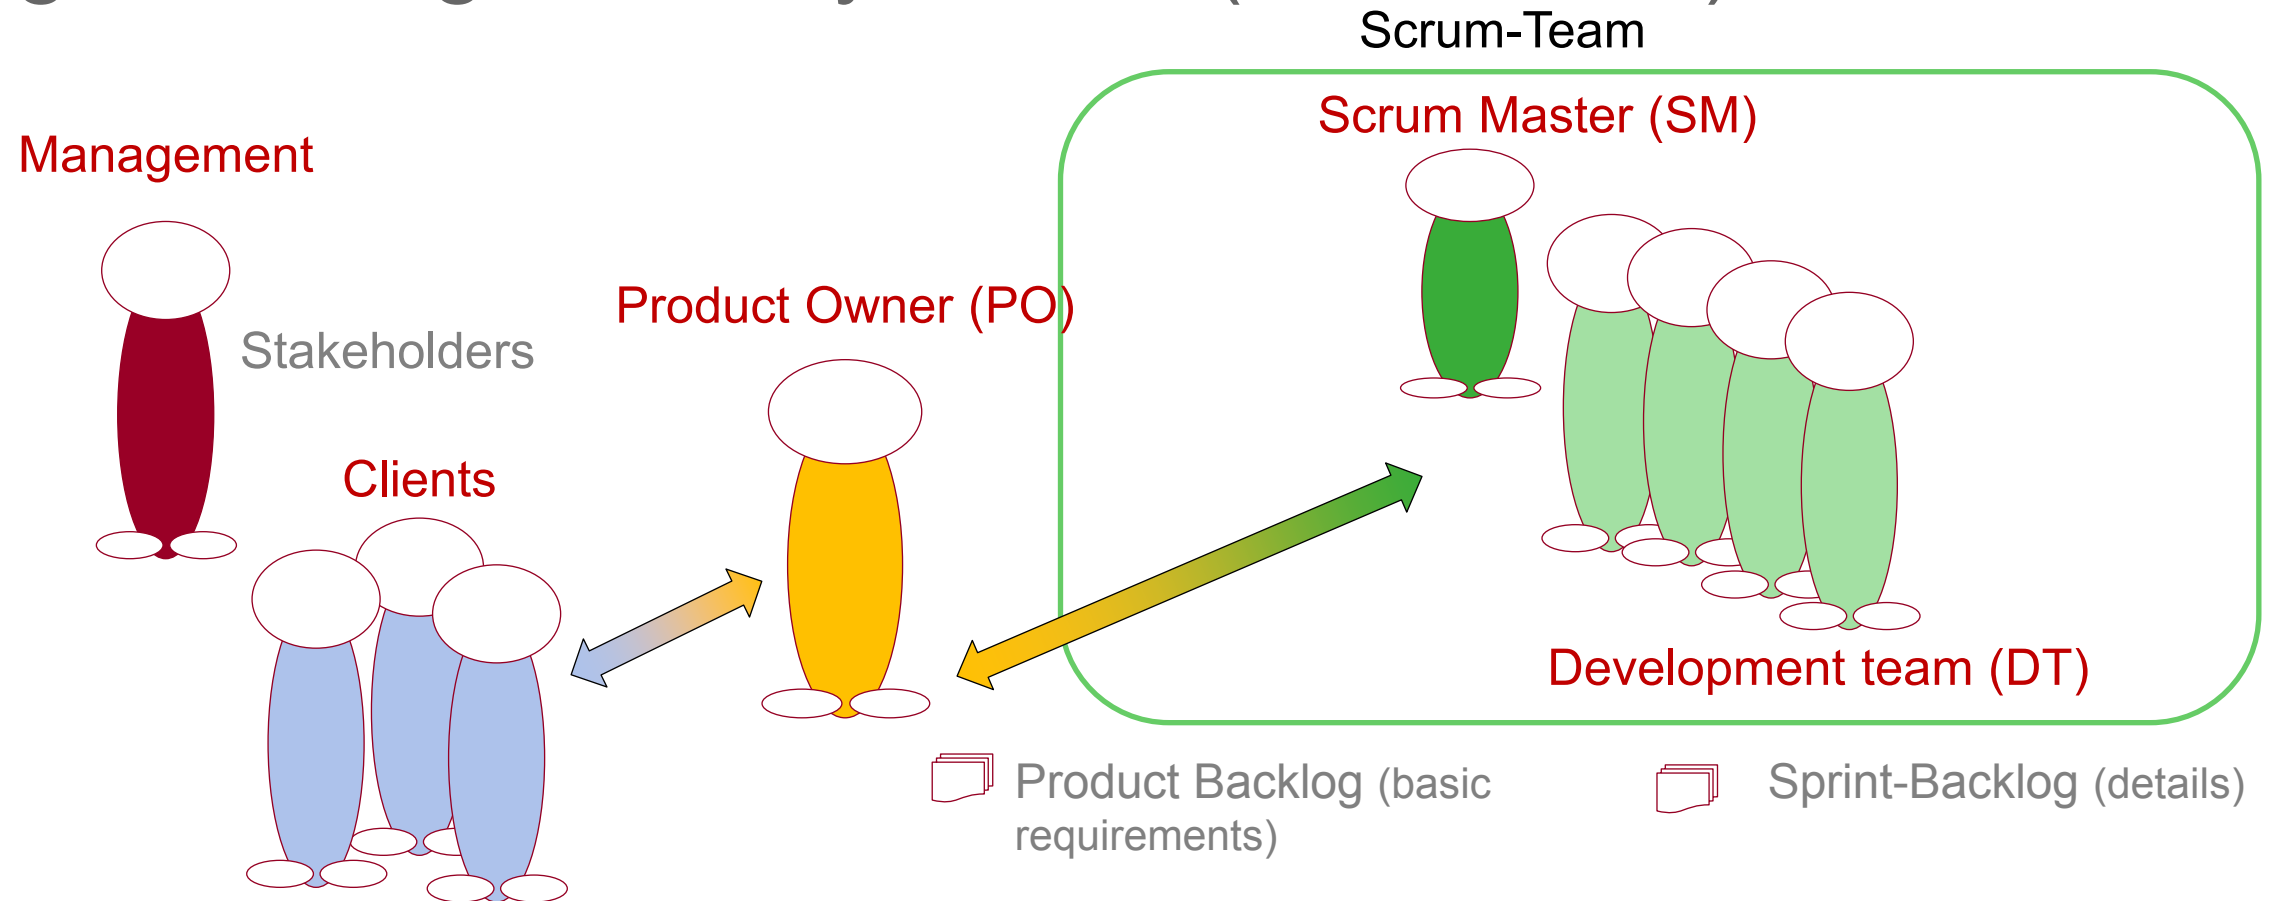 Scrum-Team
Scrum Master (SM)
Management
Product Owner (PO)
Stakeholders
Clients
Development team (DT)
Product Backlog (basic
requirements)
Sprint-Backlog (details)